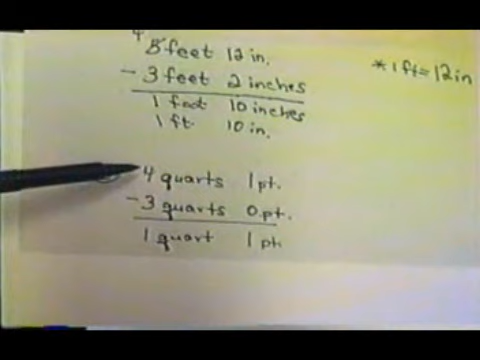 4
5 feet 12 in.
- 3 feet 2 inches
1 foot 10 inches
1 ft. 10 in.
* 1 ft = 12 in
4 quarts 1 pt.
- 3 quarts 0 pt.
1 quart 1 pt